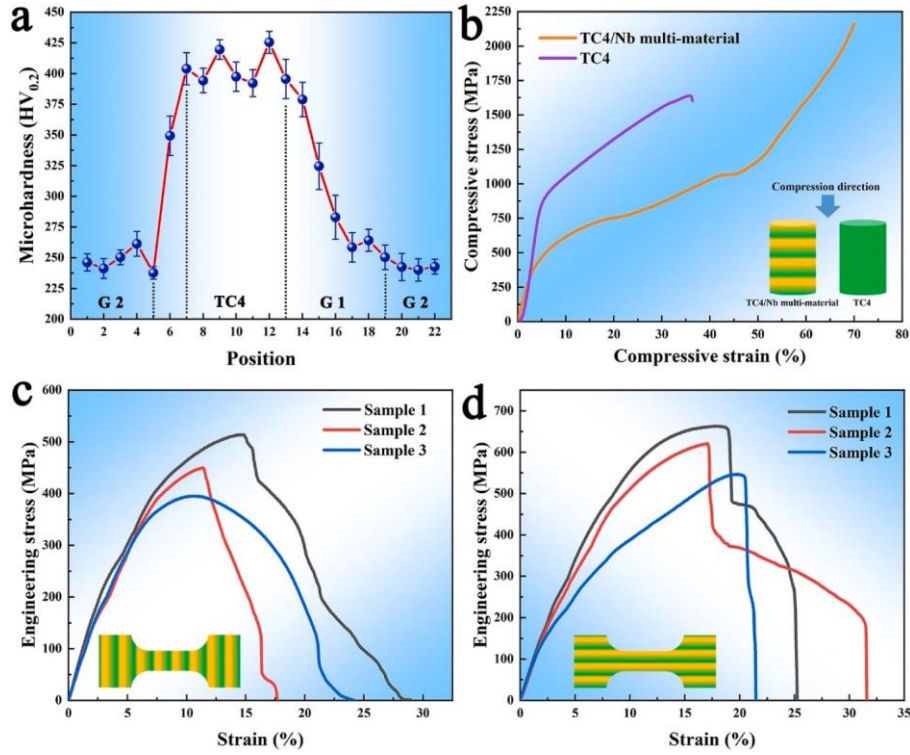 a
Microhardness (HV0.2)
450
425
400
375
350
325
300
275
250
225
200
G 2
TC4
G 1
G 2
0 2 4 6 8 10 12 14 16 18 20 22
Position
b
Compressive stress (MPa)
2250
2000
1750
1500
1250
1000
750
500
250
0
TC4/Nb multi-material
TC4
Compression direction
TC4/Nb multi-material
TC4
0 10 20 30 40 50 60 70 80
Compressive strain (%)
c
Engineering stress (MPa)
600
500
400
300
200
100
0
Sample 1
Sample 2
Sample 3
0 5 10 15 20 25 30
Strain (%)
d
Engineering stress (MPa)
700
600
500
400
300
200
100
0
Sample 1
Sample 2
Sample 3
0 5 10 15 20 25 30 35
Strain (%)